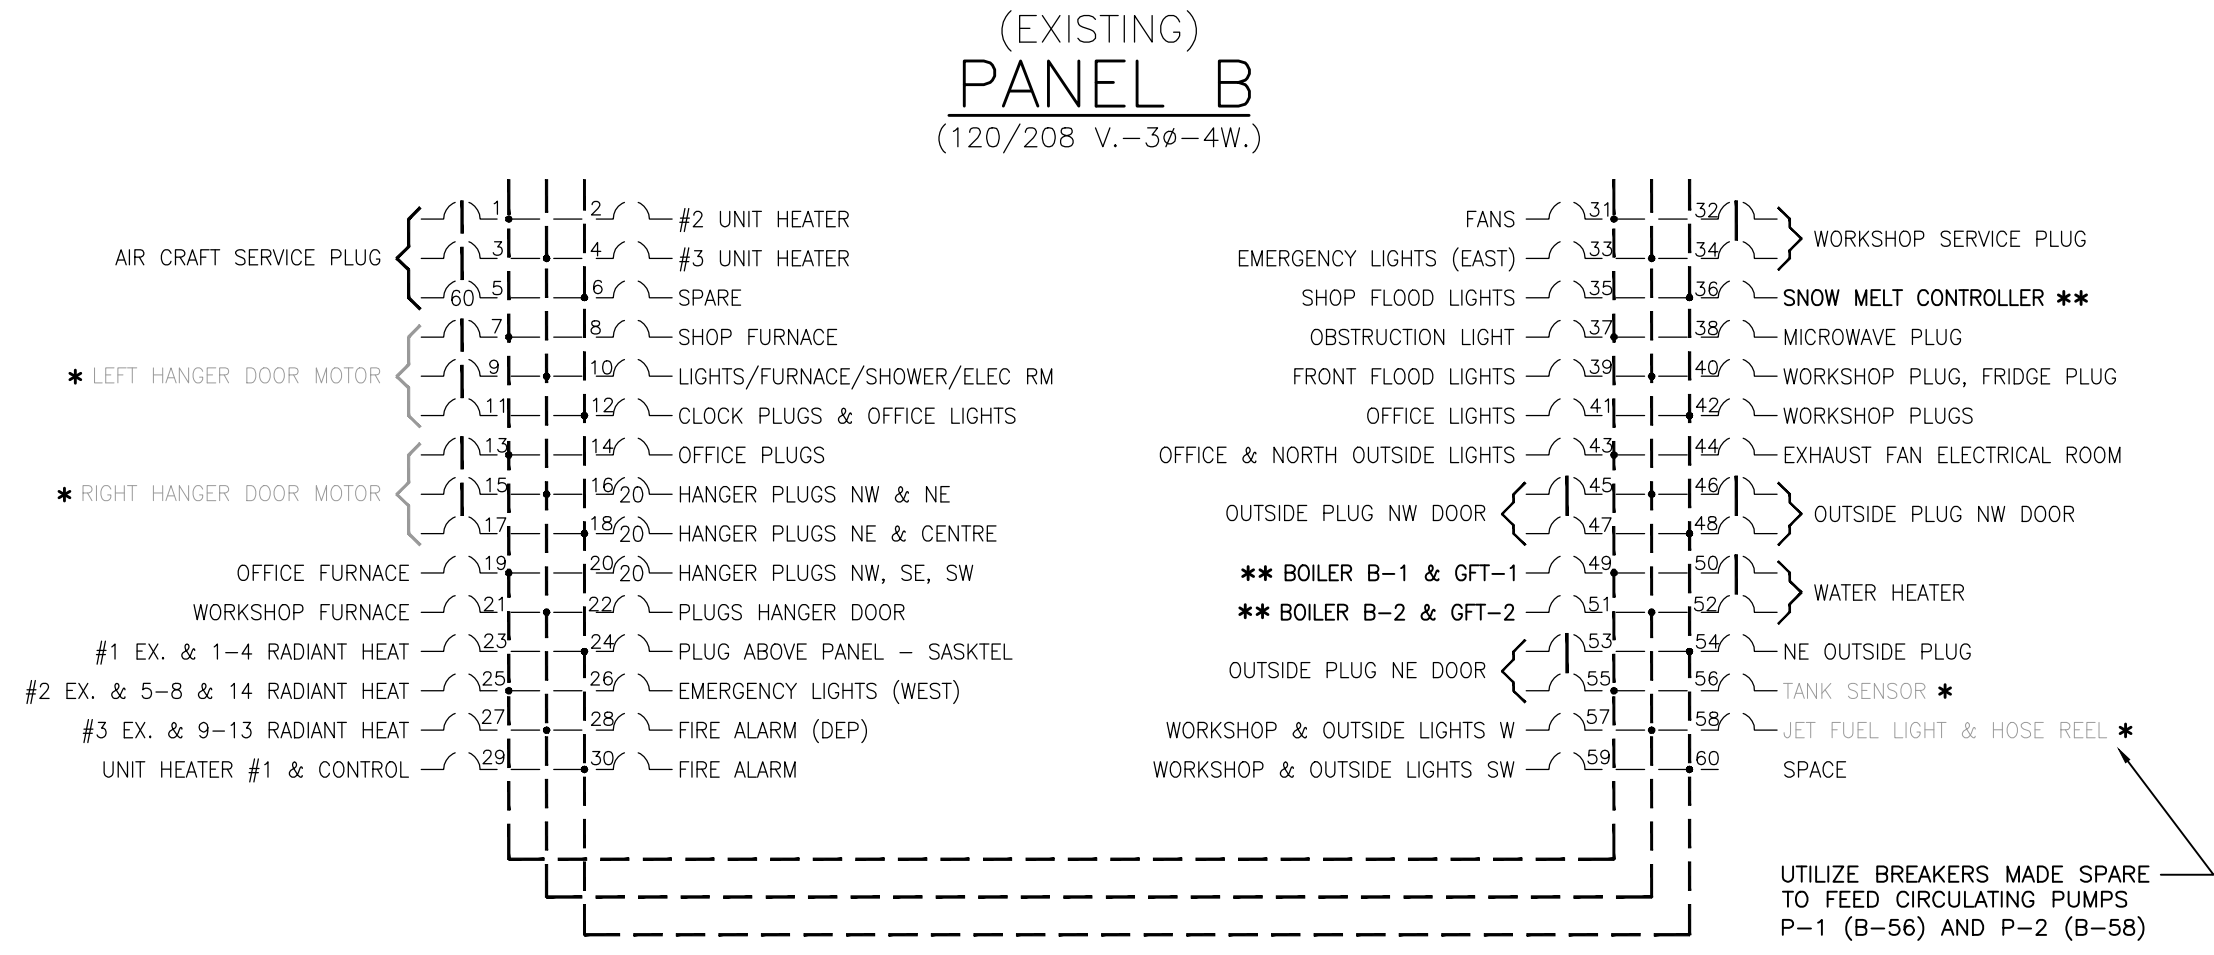 (EXISTING)
PANEL B
(120/208 V.-3ø-4W.)
AIR CRAFT SERVICE PLUG
1 2 #2 UNIT HEATER
3 4 #3 UNIT HEATER
60 5 6 SPARE
* LEFT HANGER DOOR MOTOR
7 8 SHOP FURNACE
9 10 LIGHTS/FURNACE/SHOWER/ELEC RM
11 12 CLOCK PLUGS & OFFICE LIGHTS
* RIGHT HANGER DOOR MOTOR
13 14 OFFICE PLUGS
15 16 20 HANGER PLUGS NW & NE
17 18 20 HANGER PLUGS NE & CENTRE
OFFICE FURNACE 19 20 20 HANGER PLUGS NW, SE, SW
WORKSHOP FURNACE 21 22 PLUGS HANGER DOOR
#1 EX. & 1-4 RADIANT HEAT 23 24 PLUG ABOVE PANEL - SASKTEL
#2 EX. & 5-8 & 14 RADIANT HEAT 25 26 EMERGENCY LIGHTS (WEST)
#3 EX. & 9-13 RADIANT HEAT 27 28 FIRE ALARM (DEP)
UNIT HEATER #1 & CONTROL 29 30 FIRE ALARM
FANS 31 32
WORKSHOP SERVICE PLUG
EMERGENCY LIGHTS (EAST) 33 34
SHOP FLOOD LIGHTS 35 36 SNOW MELT CONTROLLER **
OBSTRUCTION LIGHT 37 38 MICROWAVE PLUG
FRONT FLOOD LIGHTS 39 40 WORKSHOP PLUG, FRIDGE PLUG
OFFICE LIGHTS 41 42 WORKSHOP PLUGS
OFFICE & NORTH OUTSIDE LIGHTS 43 44 EXHAUST FAN ELECTRICAL ROOM
45 46
OUTSIDE PLUG NW DOOR OUTSIDE PLUG NW DOOR
47 48
** BOILER B-1 & GFT-1 49 50
WATER HEATER
** BOILER B-2 & GFT-2 51 52
53 54 NE OUTSIDE PLUG
OUTSIDE PLUG NE DOOR
55 56 TANK SENSOR *
WORKSHOP & OUTSIDE LIGHTS W 57 58 JET FUEL LIGHT & HOSE REEL *
WORKSHOP & OUTSIDE LIGHTS SW 59 60 SPACE
UTILIZE BREAKERS MADE SPARE
TO FEED CIRCULATING PUMPS
P-1 (B-56) AND P-2 (B-58)